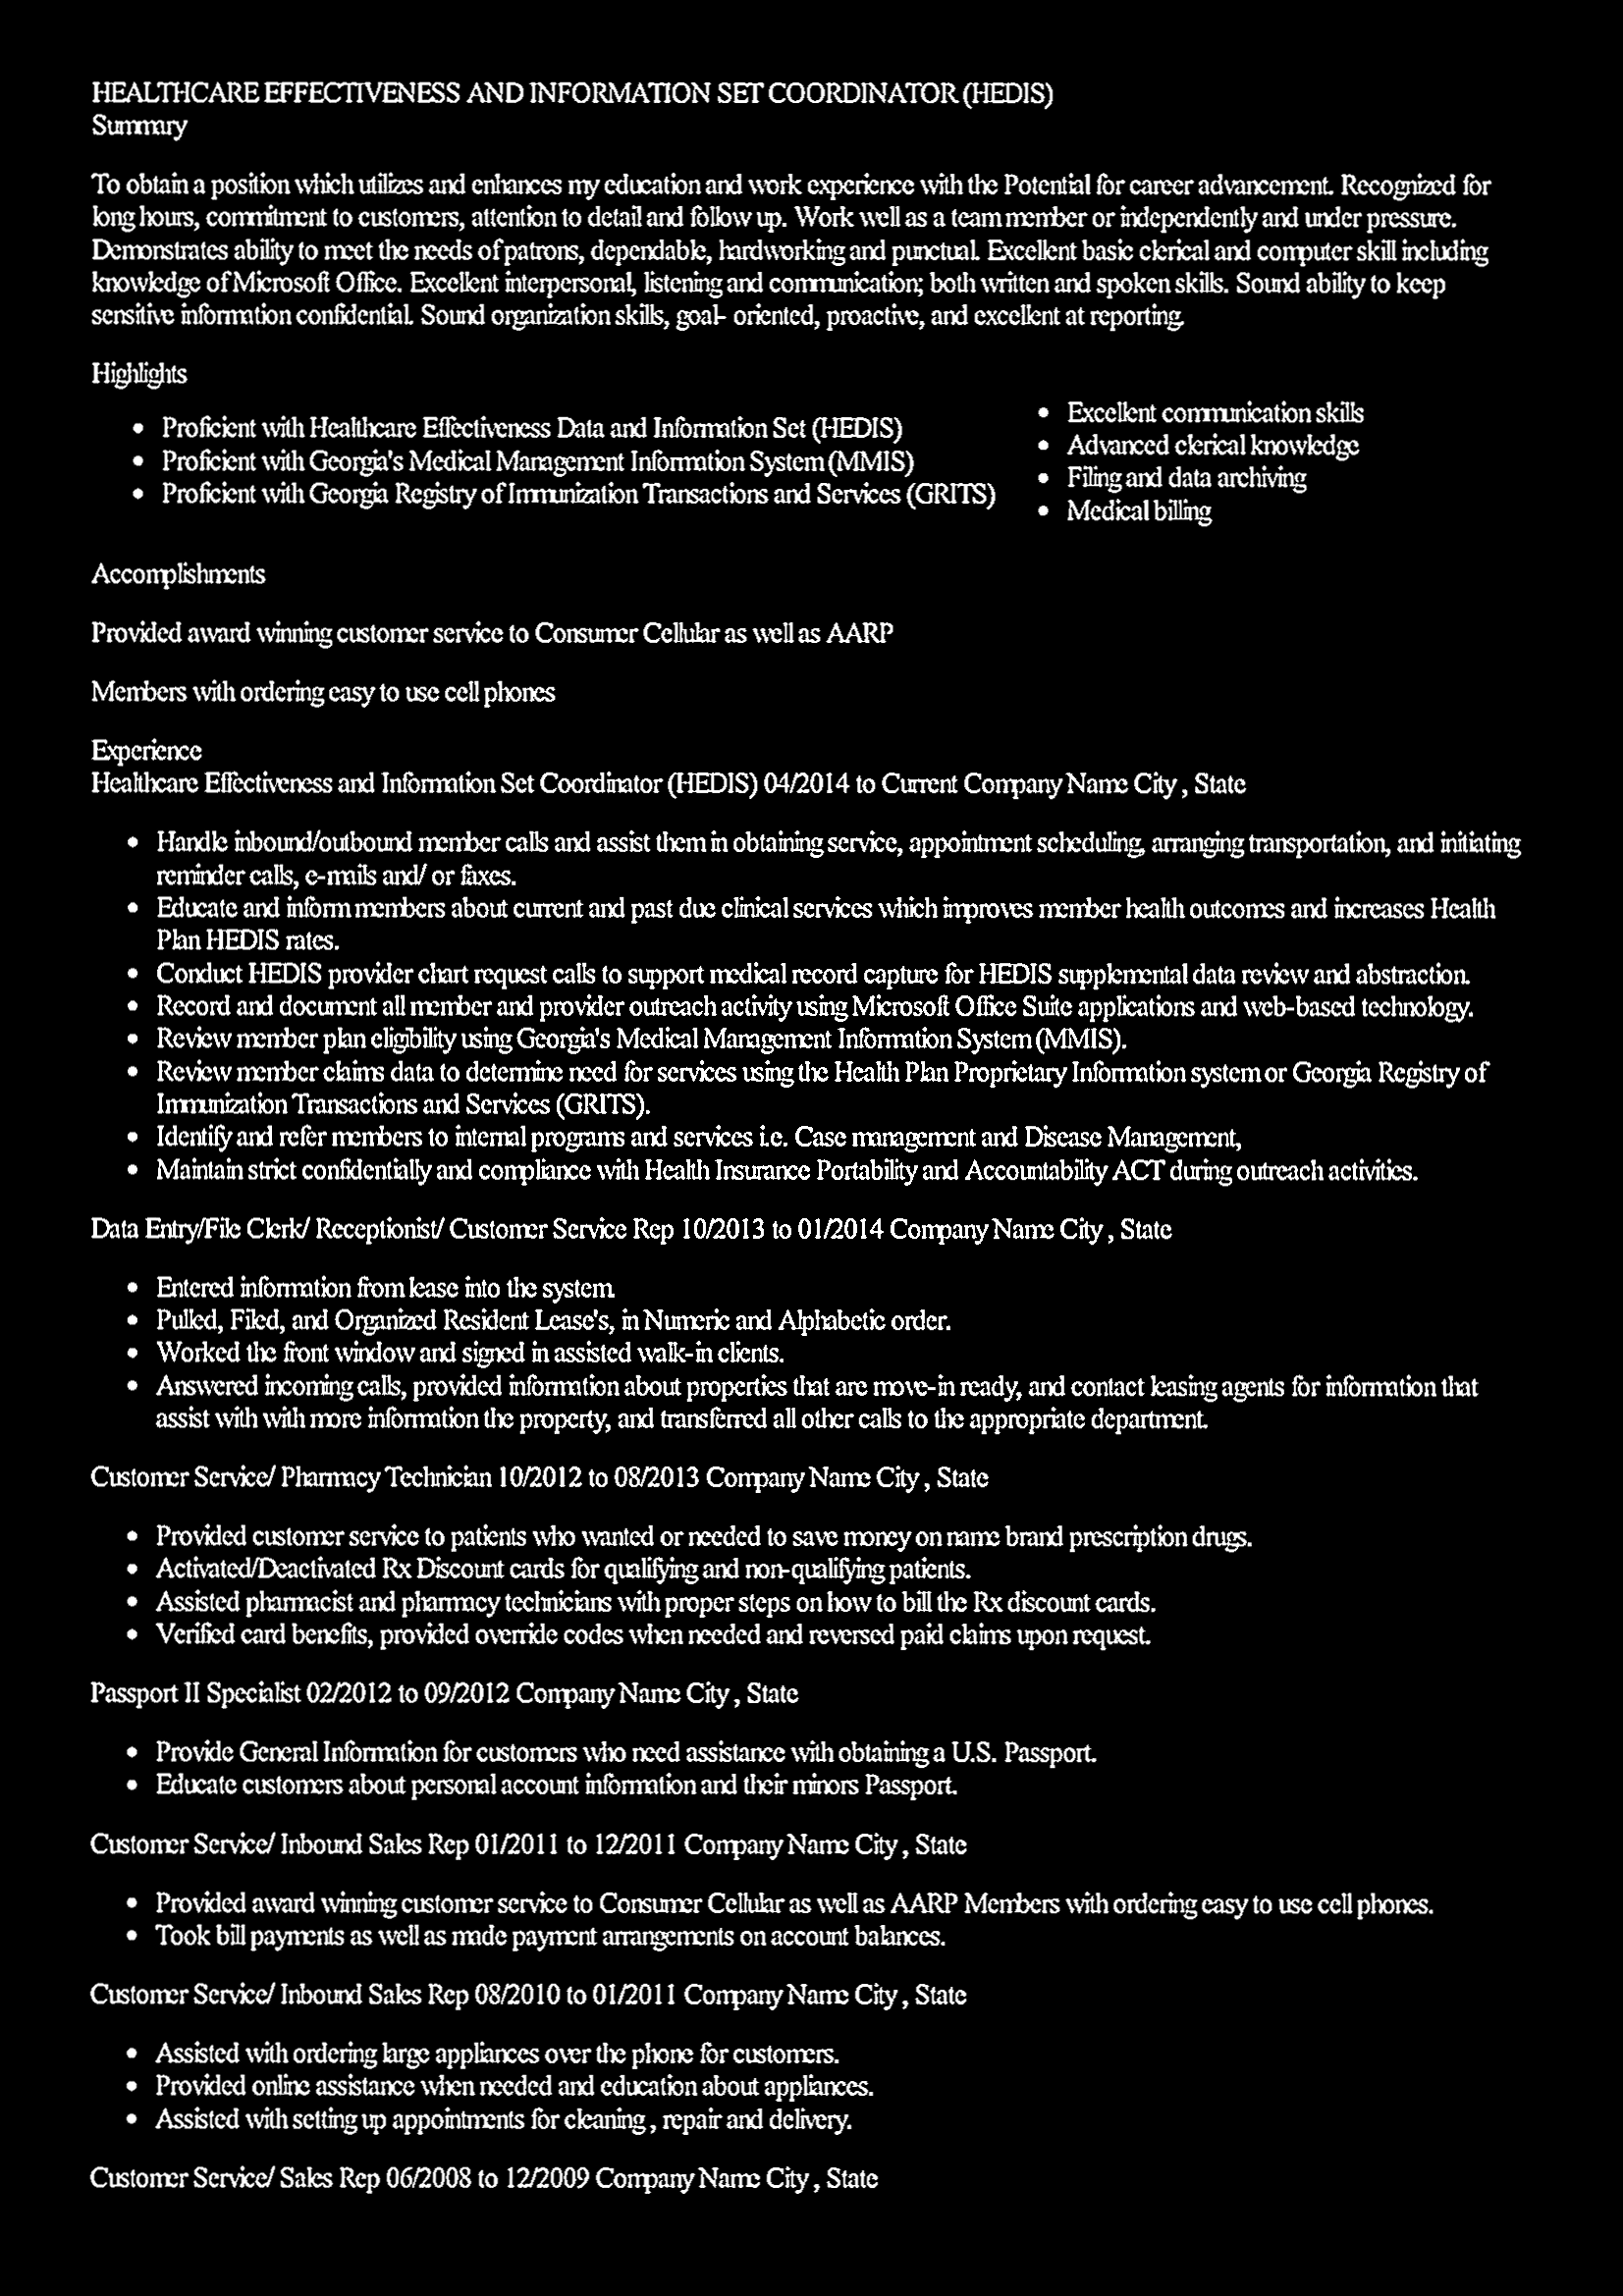 HEALTHCARE EFFECTIVENESS AND INFORMATION SET COORDINATOR (HEDIS)
Summary
To obtain a position which utilizes and enhances my education and work experience with the Potential for career advancement. Recognized for
long hours, commitment to customers, attention to detail and follow up. Work well as a team member or independently and under pressure.
Demonstrates ability to meet the needs of patrons, dependable, hardworking and punctual. Excellent basic clerical and computer skill including
knowledge of Microsoft Office. Excellent interpersonal, listening and communication; both written and spoken skills. Sound ability to keep
sensitive information confidential. Sound organization skills, goal- oriented, proactive, and excellent at reporting.
Highlights
• Proficient with Healthcare Effectiveness Data and Information Set (HEDIS)
• Proficient with Georgia's Medical Management Information System (MMIS)
• Proficient with Georgia Registry of Immunization Transactions and Services (GRITS)
• Excellent communication skills
• Advanced clerical knowledge
• Filing and data archiving
• Medical billing
Accomplishments
Provided award winning customer service to Consumer Cellular as well as AARP
Members with ordering easy to use cell phones
Experience
Healthcare Effectiveness and Information Set Coordinator (HEDIS) 04/2014 to Current Company Name City , State
• Handle inbound/outbound member calls and assist them in obtaining service, appointment scheduling, arranging transportation, and initiating
reminder calls, e-mails and/ or faxes.
• Educate and inform members about current and past due clinical services which improves member health outcomes and increases Health
Plan HEDIS rates.
• Conduct HEDIS provider chart request calls to support medical record capture for HEDIS supplemental data review and abstraction.
• Record and document all member and provider outreach activity using Microsoft Office Suite applications and web-based technology.
• Review member plan eligibility using Georgia's Medical Management Information System (MMIS).
• Review member claims data to determine need for services using the Health Plan Proprietary Information system or Georgia Registry of
Immunization Transactions and Services (GRITS).
• Identify and refer members to internal programs and services i.e. Case management and Disease Management,
• Maintain strict confidentially and compliance with Health Insurance Portability and Accountability ACT during outreach activities.
Data Entry/File Clerk/ Receptionist/ Customer Service Rep 10/2013 to 01/2014 Company Name City , State
• Entered information from lease into the system.
• Pulled, Filed, and Organized Resident Lease's, in Numeric and Alphabetic order.
• Worked the front window and signed in assisted walk-in clients.
• Answered incoming calls, provided information about properties that are move-in ready, and contact leasing agents for information that
assist with with more information the property, and transferred all other calls to the appropriate department.
Customer Service/ Pharmacy Technician 10/2012 to 08/2013 Company Name City , State
• Provided customer service to patients who wanted or needed to save money on name brand prescription drugs.
• Activated/Deactivated Rx Discount cards for qualifying and non-qualifying patients.
• Assisted pharmacist and pharmacy technicians with proper steps on how to bill the Rx discount cards.
• Verified card benefits, provided override codes when needed and reversed paid claims upon request.
Passport II Specialist 02/2012 to 09/2012 Company Name City , State
• Provide General Information for customers who need assistance with obtaining a U.S. Passport.
• Educate customers about personal account information and their minors Passport.
Customer Service/ Inbound Sales Rep 01/2011 to 12/2011 Company Name City , State
• Provided award winning customer service to Consumer Cellular as well as AARP Members with ordering easy to use cell phones.
• Took bill payments as well as made payment arrangements on account balances.
Customer Service/ Inbound Sales Rep 08/2010 to 01/2011 Company Name City , State
• Assisted with ordering large appliances over the phone for customers.
• Provided online assistance when needed and education about appliances.
• Assisted with setting up appointments for cleaning , repair and delivery.
Customer Service/ Sales Rep 06/2008 to 12/2009 Company Name City , State